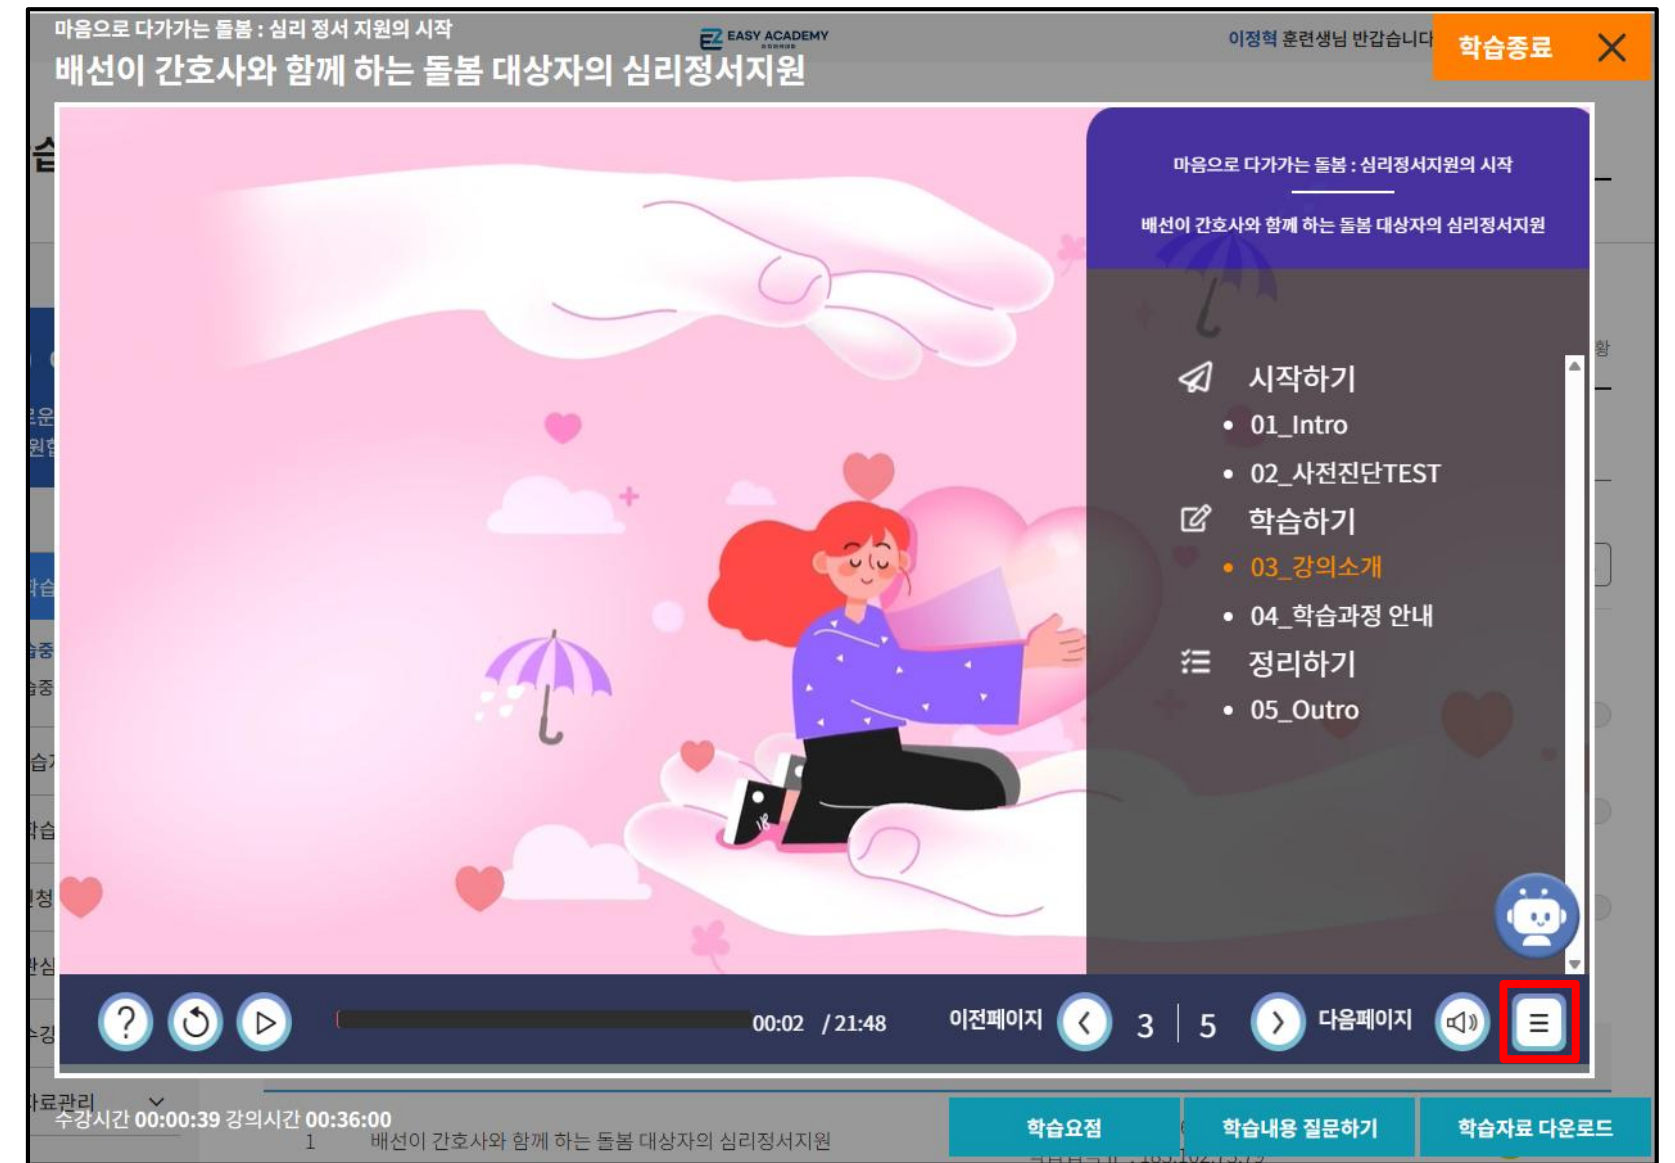 마음으로 다가가는 돌봄 : 심리 정서 지원의 시작
배선이 간호사와 함께 하는 돌봄 대상자의 심리정서지원
EZ EASY ACADEMY
이정혁 훈련생님 반갑습니다
학습종료
마음으로 다가가는 돌봄 : 심리정서지원의 시작
배선이 간호사와 함께 하는 돌봄 대상자의 심리정서지원
시작하기
• 01_Intro
• 02_사전진단TEST
학습하기
• 03_강의소개
• 04_학습과정 안내
정리하기
• 05_Outro
?
00:02 / 21:48
이전페이지
3 | 5
다음페이지
자료관리
수강시간 00:00:39 강의시간 00:36:00
1 배선이 간호사와 함께 하는 돌봄 대상자의 심리정서지원
학습요점
학습내용 질문하기
학습자료 다운로드